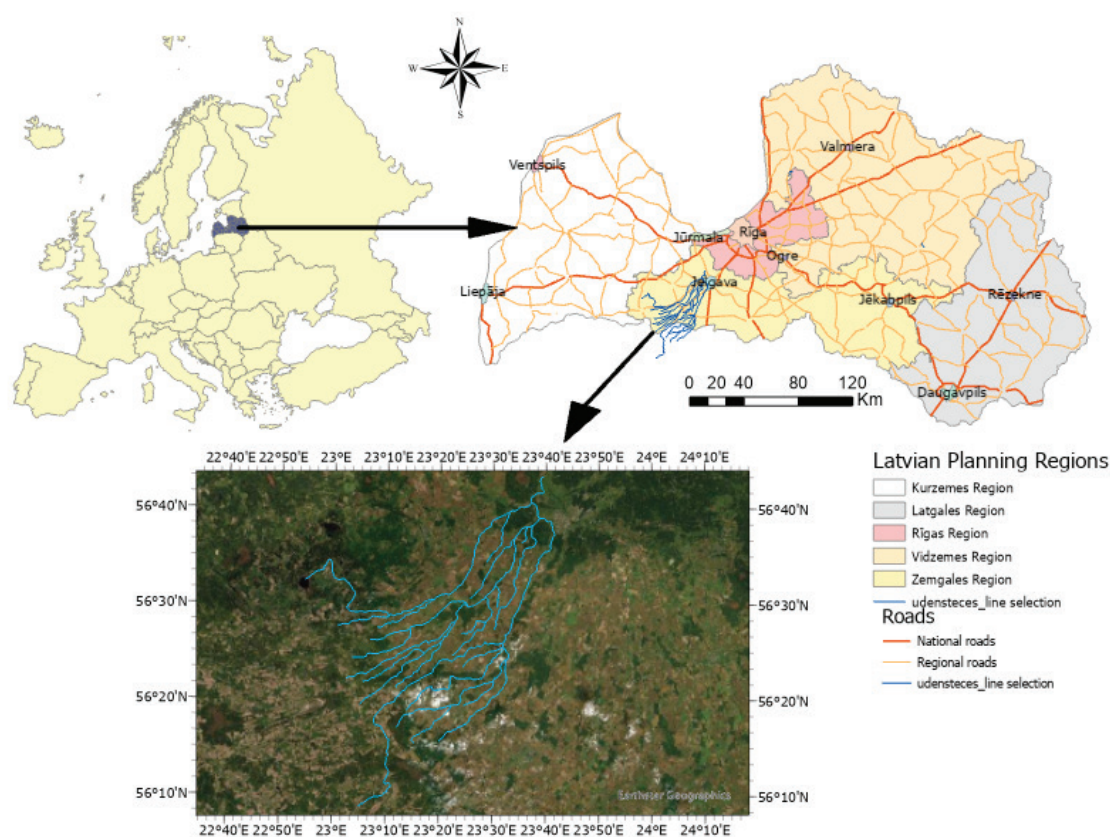 N
W E
S
Ventspils
Valmiera
Jūrmala
Rīga
Ogre
Liepāja
Jelgava
Jēkabpils
Rēzekne
Daugavpils
0 20 40 80 120
Km
22°40'E 22°50'E 23°E 23°10'E 23°20'E 23°30'E 23°40'E 23°50'E 24°E 24°10'E
56°40'N 56°40'N
56°30'N 56°30'N
56°20'N 56°20'N
56°10'N 56°10'N
Earthstar Geographics
22°40'E 22°50'E 23°E 23°10'E 23°20'E 23°30'E 23°40'E 23°50'E 24°E 24°10'E
Latvian Planning Regions
Kurzemes Region
Latgales Region
Rīgas Region
Vidzemes Region
Zemgales Region
udensteces_line selection
Roads
National roads
Regional roads
udensteces_line selection